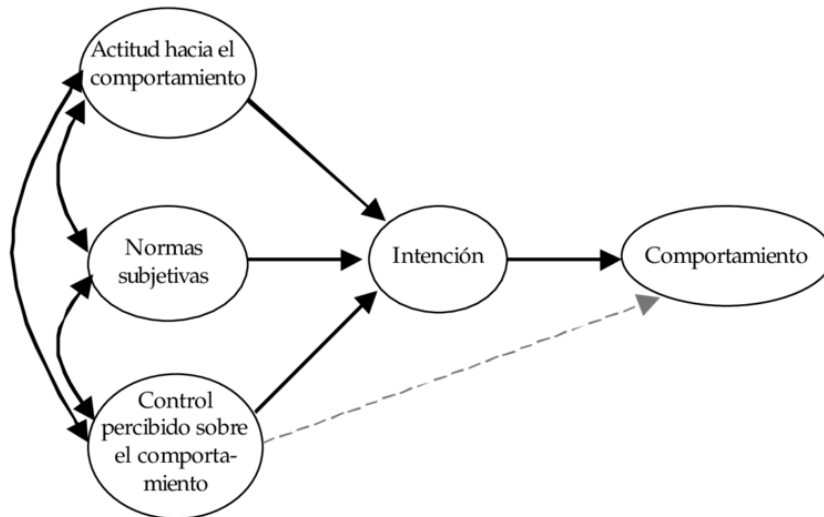 Actitud hacia el
comportamiento
Normas
subjetivas
Intención
Comportamiento
Control
percibido sobre
el comporta-
miento